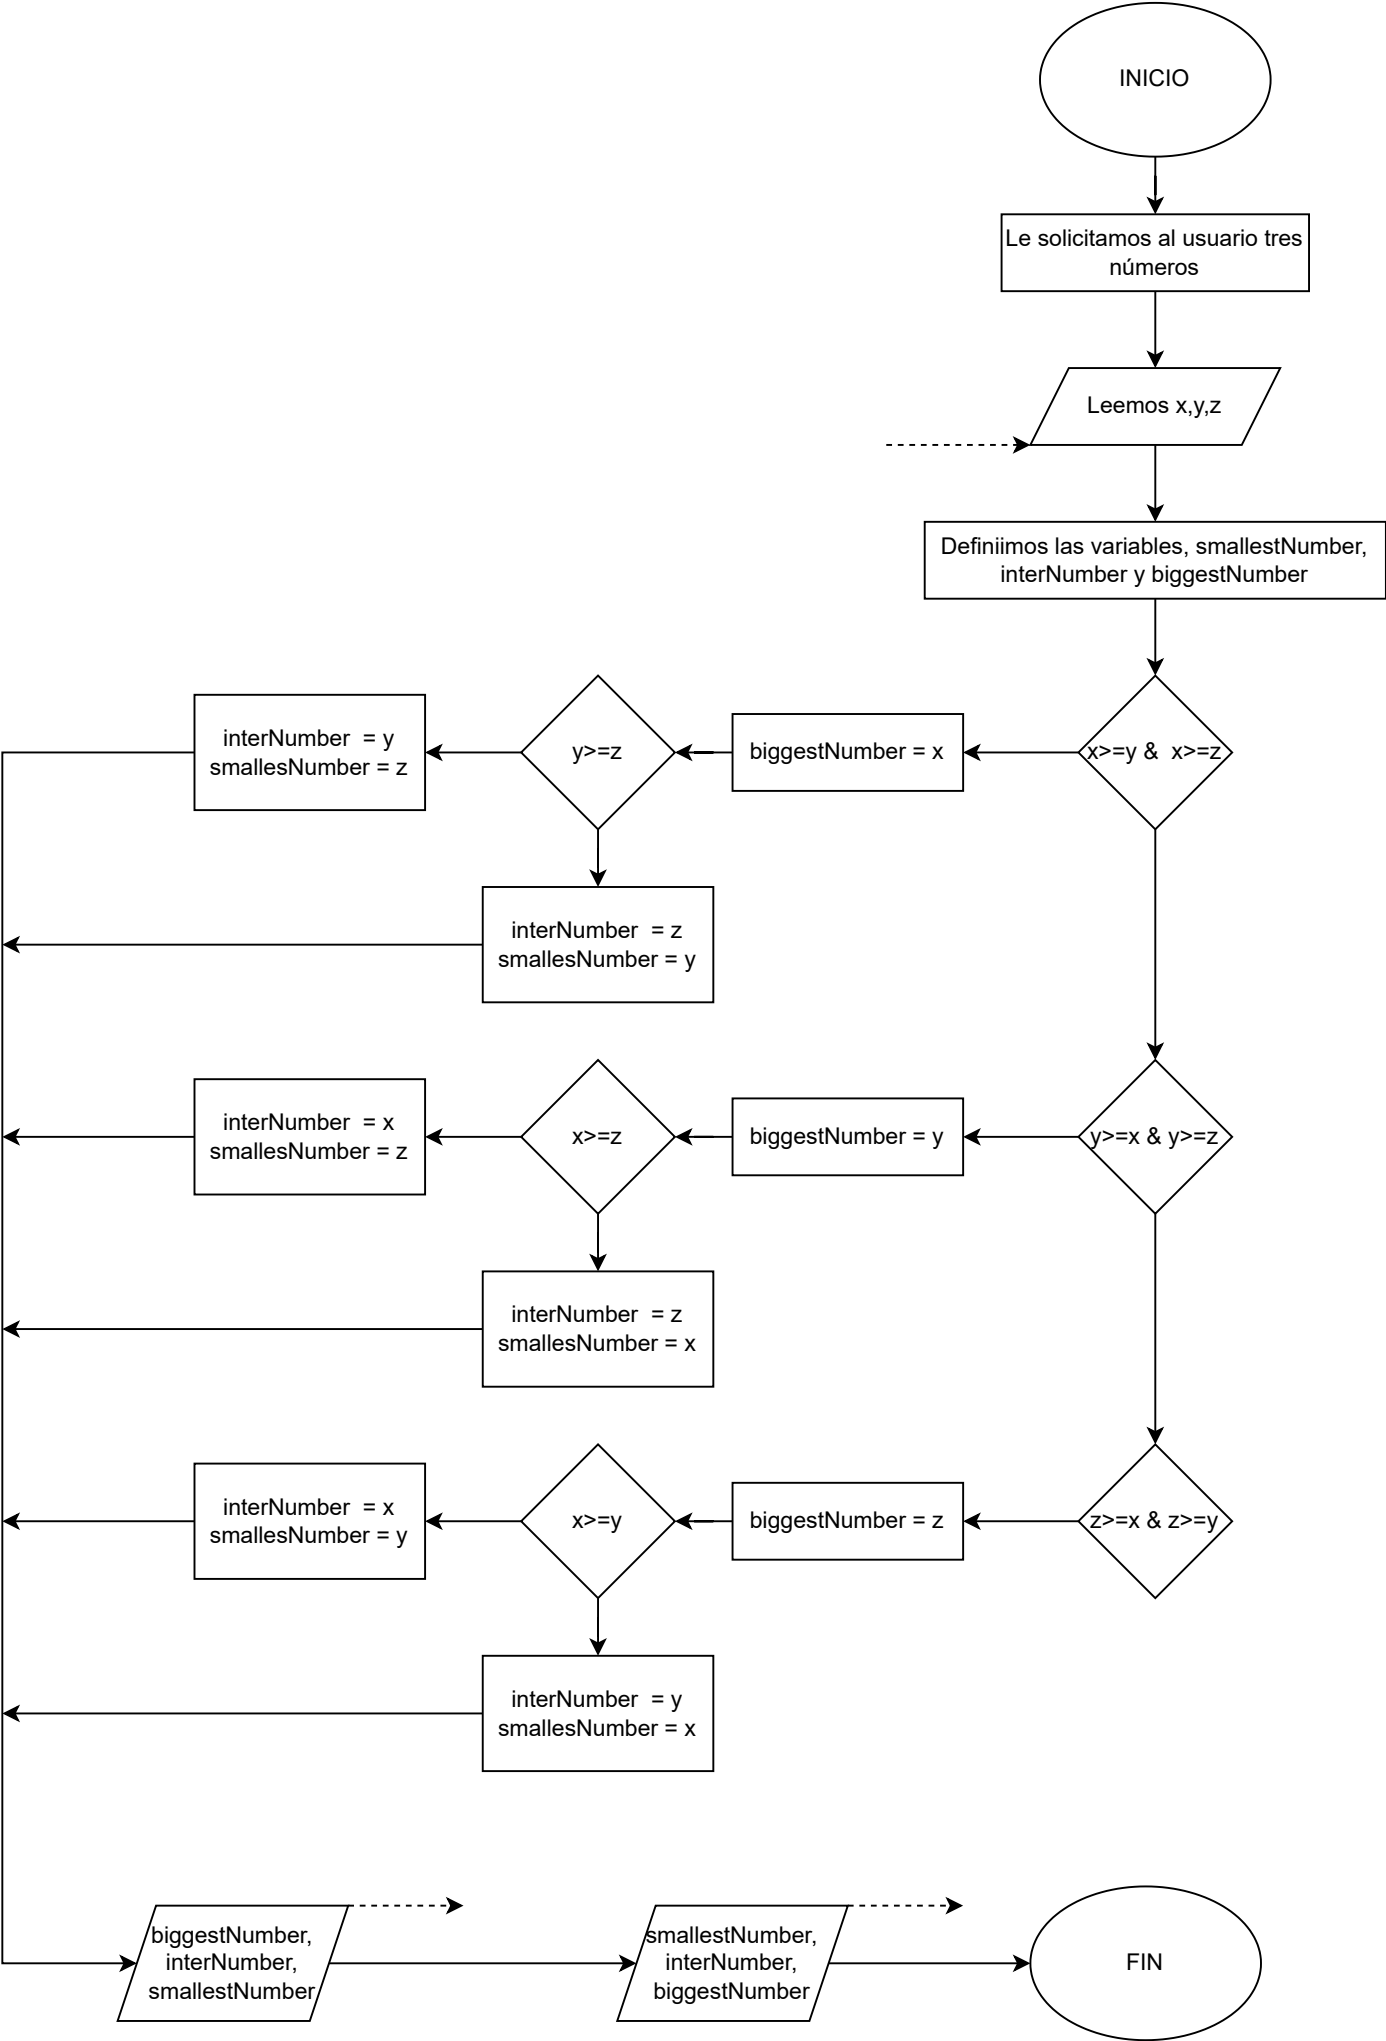 INICIO
Le solicitamos al usuario tres
números
Leemos x,y,z
Definiimos las variables, smallestNumber,
interNumber y biggestNumber
x>=y &  x>=z
biggestNumber = x
y>=z
interNumber  = y
smallesNumber = z
interNumber  = z
smallesNumber = y
y>=x & y>=z
biggestNumber = y
x>=z
interNumber  = x
smallesNumber = z
interNumber  = z
smallesNumber = x
z>=x & z>=y
biggestNumber = z
x>=y
interNumber  = x
smallesNumber = y
interNumber  = y
smallesNumber = x
biggestNumber,
interNumber,
smallestNumber
smallestNumber,
interNumber,
biggestNumber
FIN